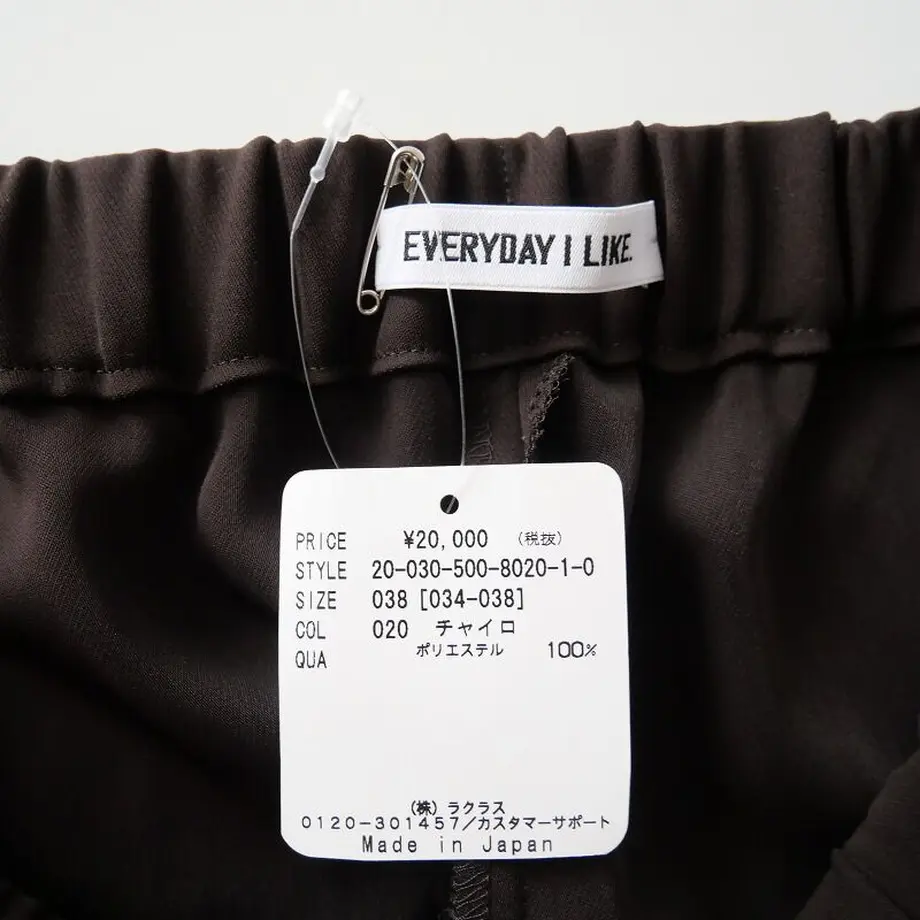 EVERYDAY I LIKE.
PRICE ¥20,000 (税抜)
STYLE 20-030-500-8020-1-0
SIZE 038 [034-038]
COL 020 チャイロ
QUA ポリエステル 100%
(株) ラクラス
0120-301457/カスタマーサポート
Made in Japan